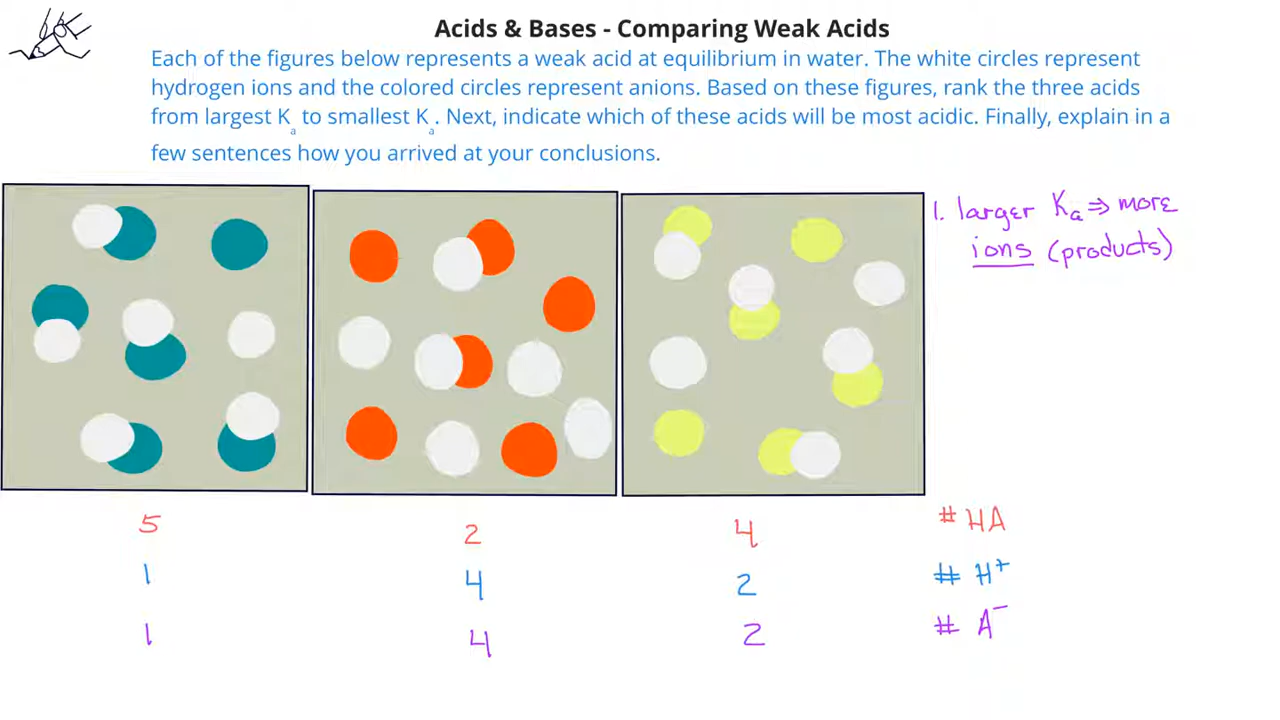 Acids & Bases - Comparing Weak Acids
Each of the figures below represents a weak acid at equilibrium in water. The white circles represent
hydrogen ions and the colored circles represent anions. Based on these figures, rank the three acids
from largest Ka to smallest Ka. Next, indicate which of these acids will be most acidic. Finally, explain in a
few sentences how you arrived at your conclusions.
1. larger Ka ⇒ more
ions (products)
5 2 4 # HA
1 4 2 # H+
1 4 2 # A−